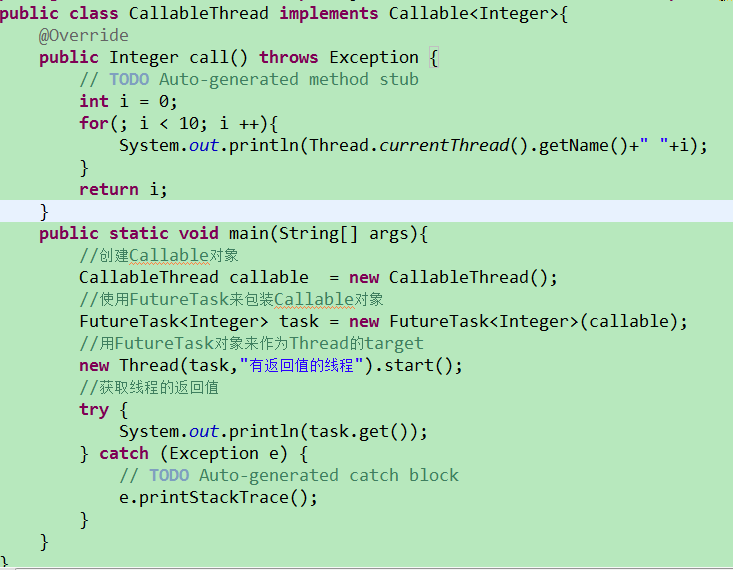 public class CallableThread implements Callable<Integer>{
@Override
public Integer call() throws Exception {
// TODO Auto-generated method stub
int i = 0;
for(; i < 10; i ++){
System.out.println(Thread.currentThread().getName()+" "+i);
}
return i;
}
public static void main(String[] args){
//创建Callable对象
CallableThread callable  = new CallableThread();
//使用FutureTask来包装Callable对象
FutureTask<Integer> task = new FutureTask<Integer>(callable);
//用FutureTask对象来作为Thread的target
new Thread(task,"有返回值的线程").start();
//获取线程的返回值
try {
System.out.println(task.get());
} catch (Exception e) {
// TODO Auto-generated catch block
e.printStackTrace();
}
}
}